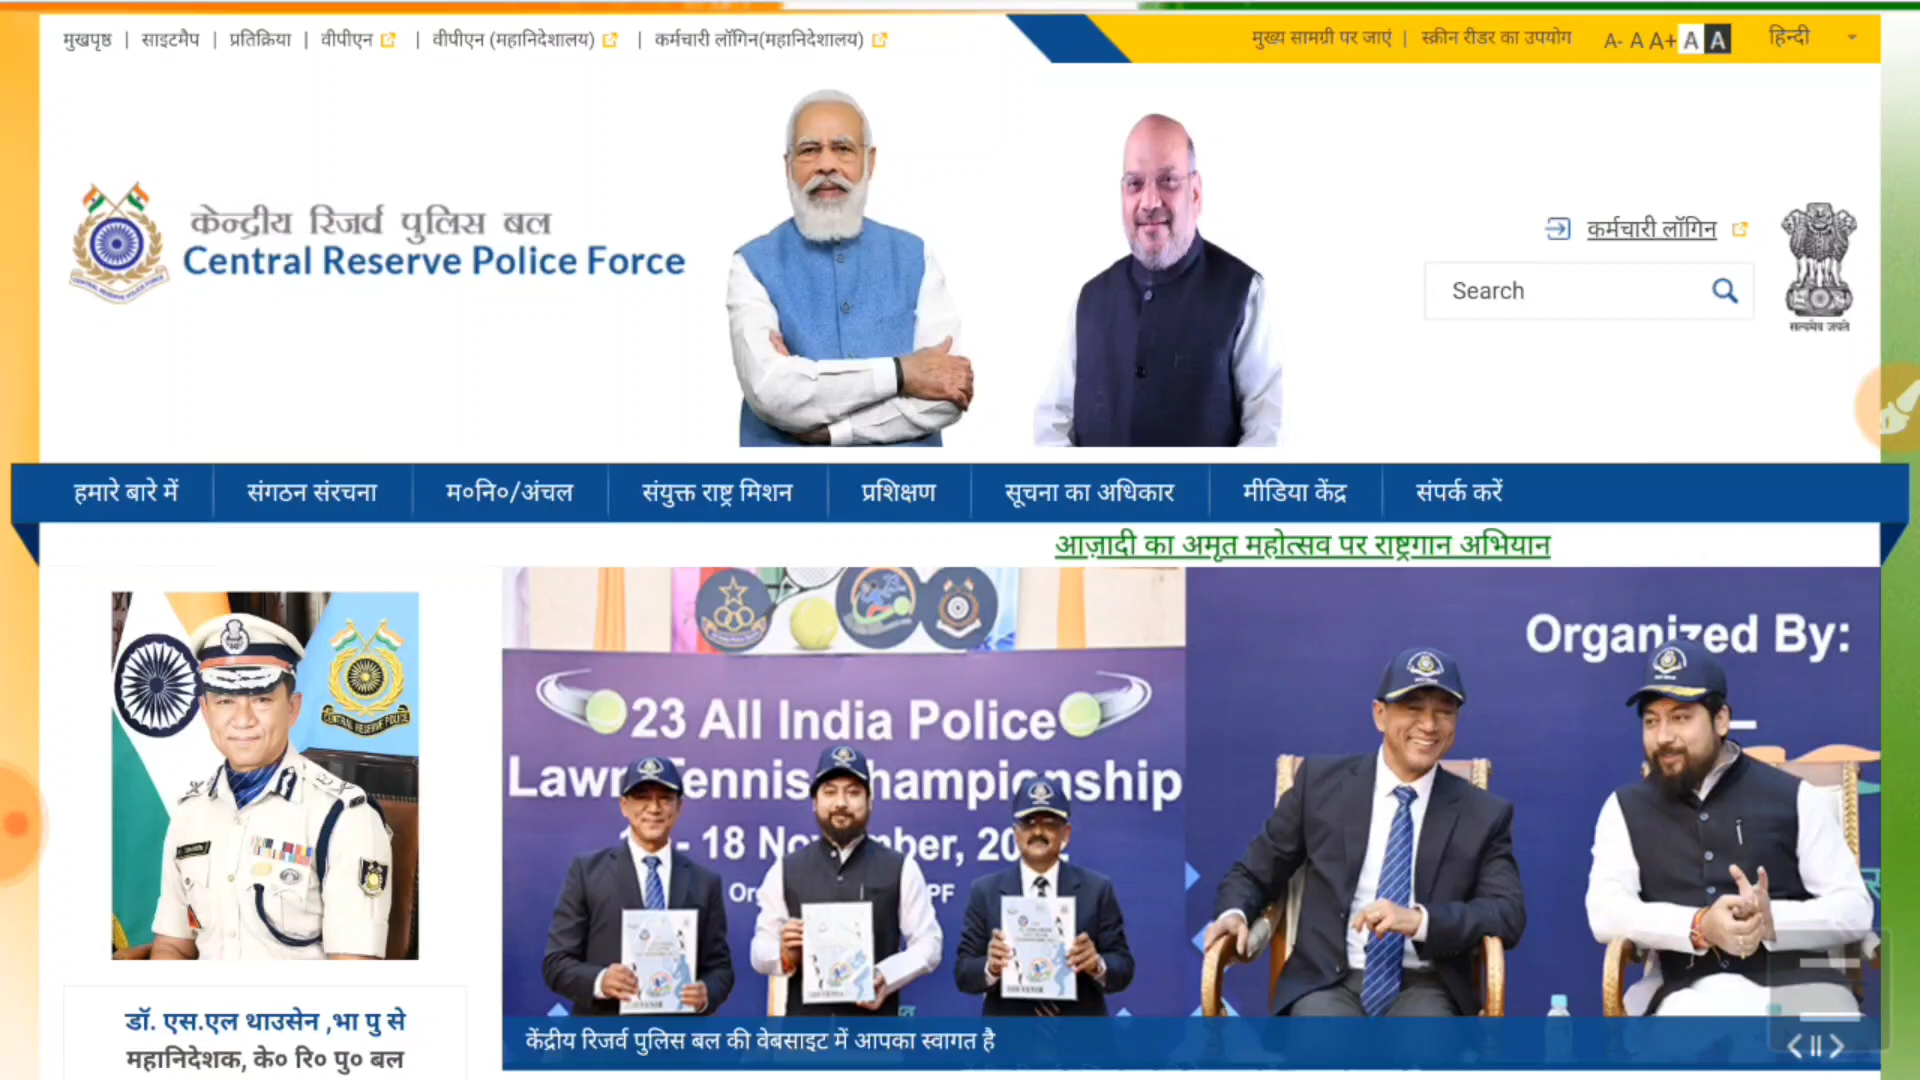 मुखपृष्ठ | साइटमैप | प्रतिक्रिया | वीपीएन | वीपीएन (महानिदेशालय) | कर्मचारी लॉगिन(महानिदेशालय)
मुख्य सामग्री पर जाएं | स्क्रीन रीडर का उपयोग A- A A+ A A हिन्दी
केन्द्रीय रिजर्व पुलिस बल
Central Reserve Police Force
कर्मचारी लॉगिन
Search
सत्यमेव जयते
हमारे बारे में संगठन संरचना म०नि०/अंचल संयुक्त राष्ट्र मिशन प्रशिक्षण सूचना का अधिकार मीडिया केंद्र संपर्क करें
आज़ादी का अमृत महोत्सव पर राष्ट्रगान अभियान
CENTRAL RESERVE POLICE
23 All India Police
Lawn Tennis Championship
- 18 November, 20
Organized By:
डॉ. एस.एल थाउसेन ,भा पु से
महानिदेशक, के० रि० पु० बल
केंद्रीय रिजर्व पुलिस बल की वेबसाइट में आपका स्वागत है